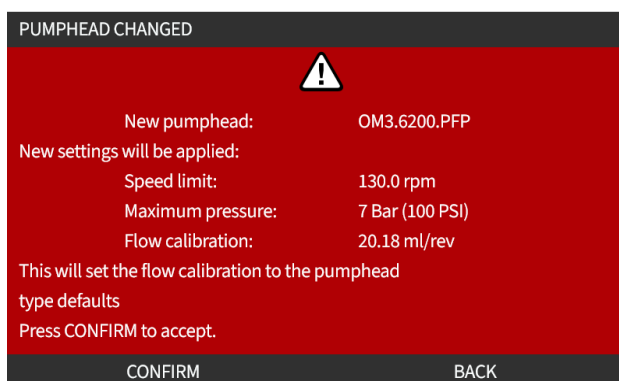 PUMPHEAD CHANGED
New pumphead: OM3.6200.PFP
New settings will be applied:
Speed limit: 130.0 rpm
Maximum pressure: 7 Bar (100 PSI)
Flow calibration: 20.18 ml/rev
This will set the flow calibration to the pumphead
type defaults
Press CONFIRM to accept.
CONFIRM BACK